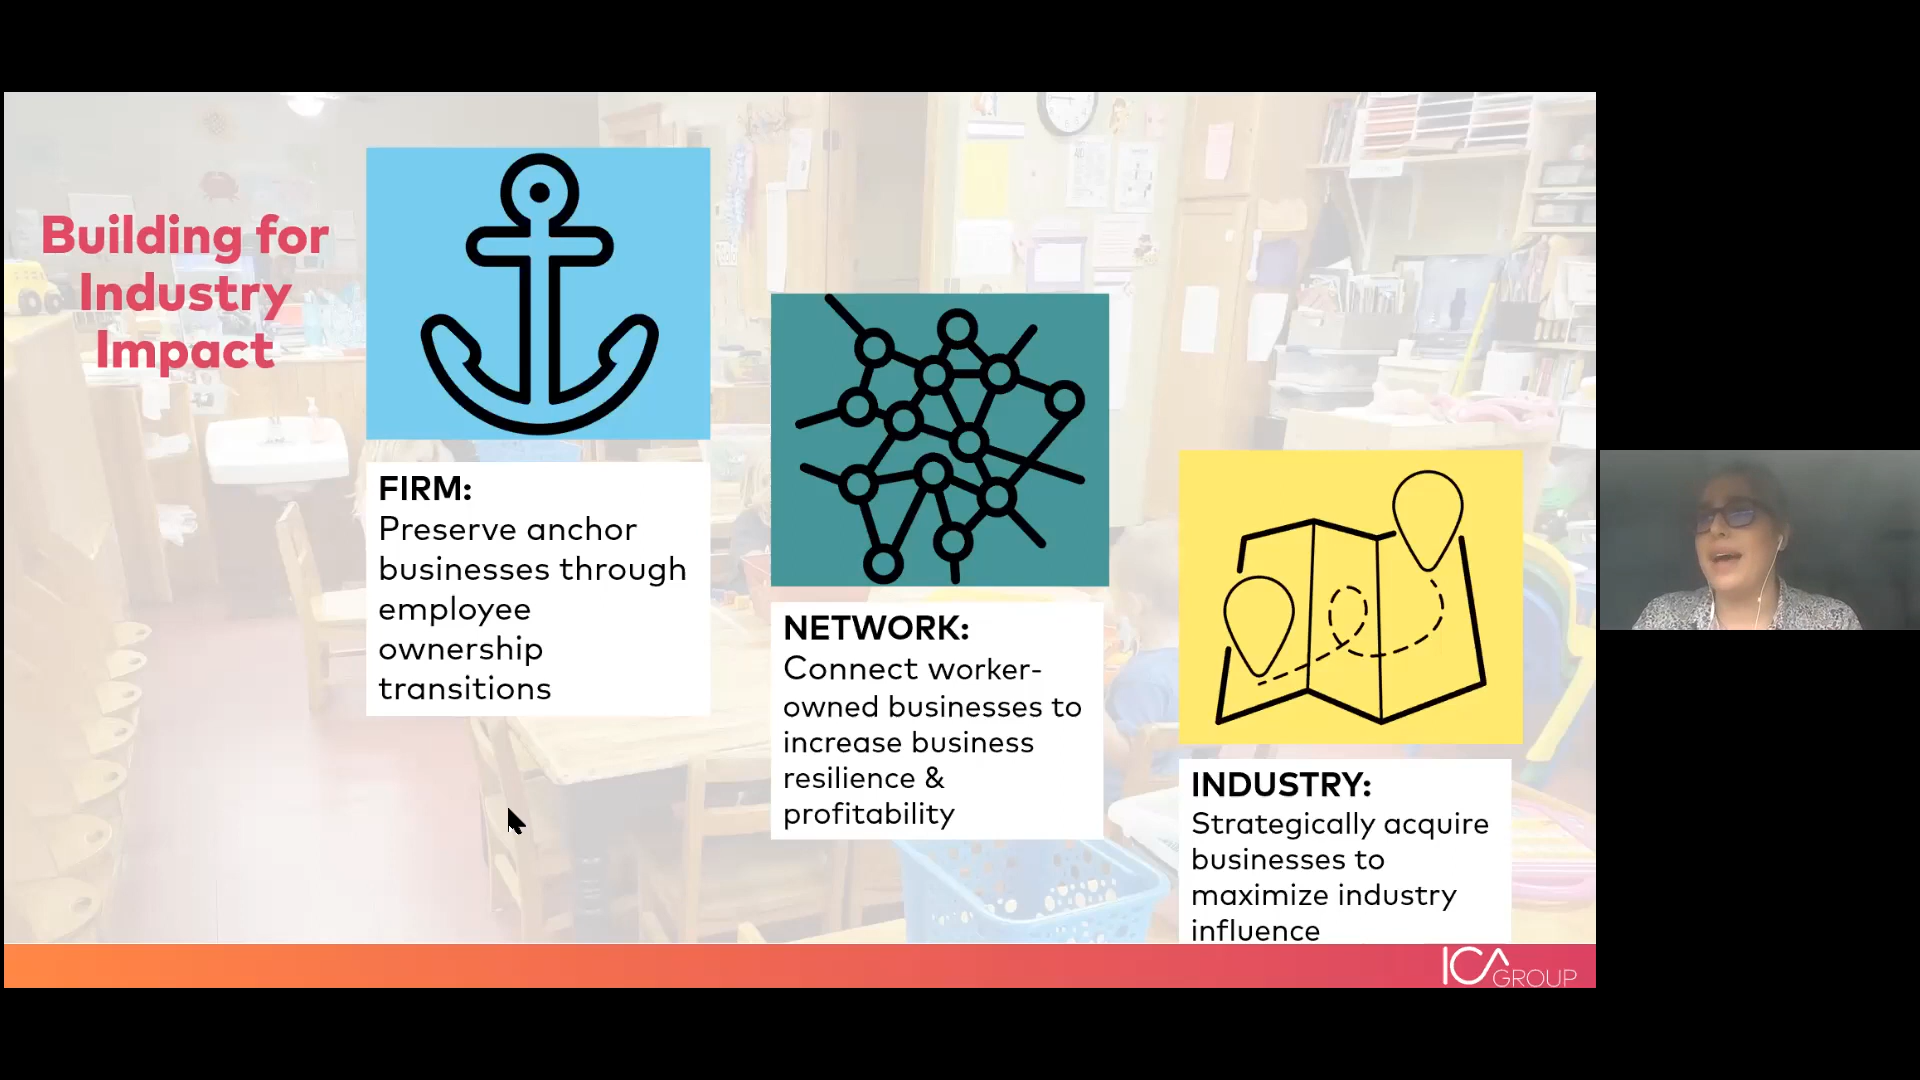 Building for
Industry
Impact
FIRM:
Preserve anchor
businesses through
employee
ownership
transitions
NETWORK:
Connect worker-
owned businesses to
increase business
resilience &
profitability
INDUSTRY:
Strategically acquire
businesses to
maximize industry
influence
ICA GROUP